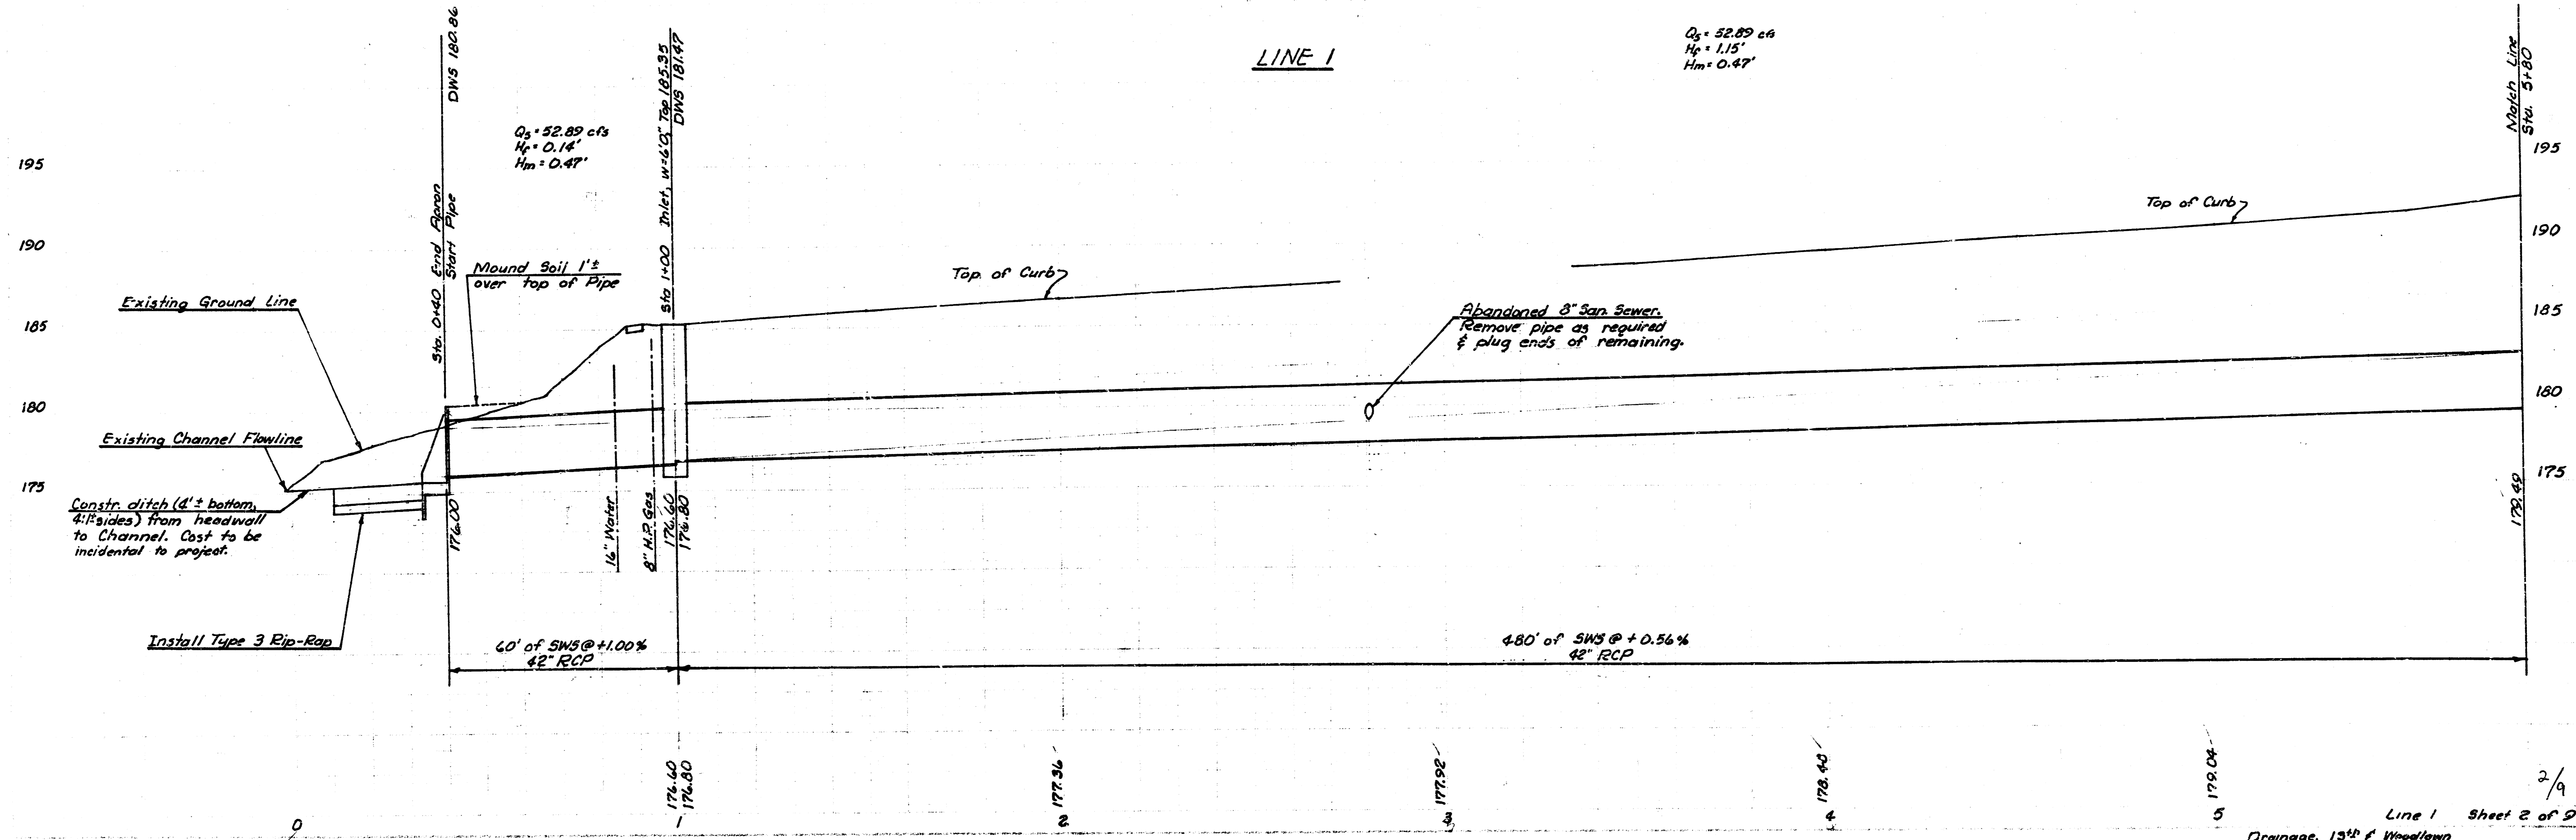 LINE 1
Sta. 0+40 End Apron
Start Pipe
DWS 180.86
Qs = 52.89 cfs
Hf = 0.14'
Hm = 0.47'
Sta 1+00 Inlet, w=6'0", Top 185.35
DWS 181.47
Qs = 52.89 cfs
Hf = 1.15'
Hm = 0.47'
Match Line
Sta. 5+80
195
190
185
180
175
195
190
185
180
175
Existing Ground Line
Mound Soil 1'±
over top of Pipe
Top of Curb
Top of Curb
Abandoned 8" San. Sewer.
Remove pipe as required
& plug ends of remaining.
Existing Channel Flowline
Constr. ditch (4'± bottom,
4:1± sides) from headwall
to Channel. Cost to be
incidental to project.
Install Type 3 Rip-Rap
176.00
16" Water
8" H.P. Gas
176.60
176.80
179.49
60' of SWS @ +1.00%
42" RCP
480' of SWS @ + 0.56%
42" RCP
176.60
176.80
177.36
177.92
178.48
179.04
0
1
2
3
4
5
2/9
Line 1 Sheet 2 of 9
Drainage, 13th & Woodlawn